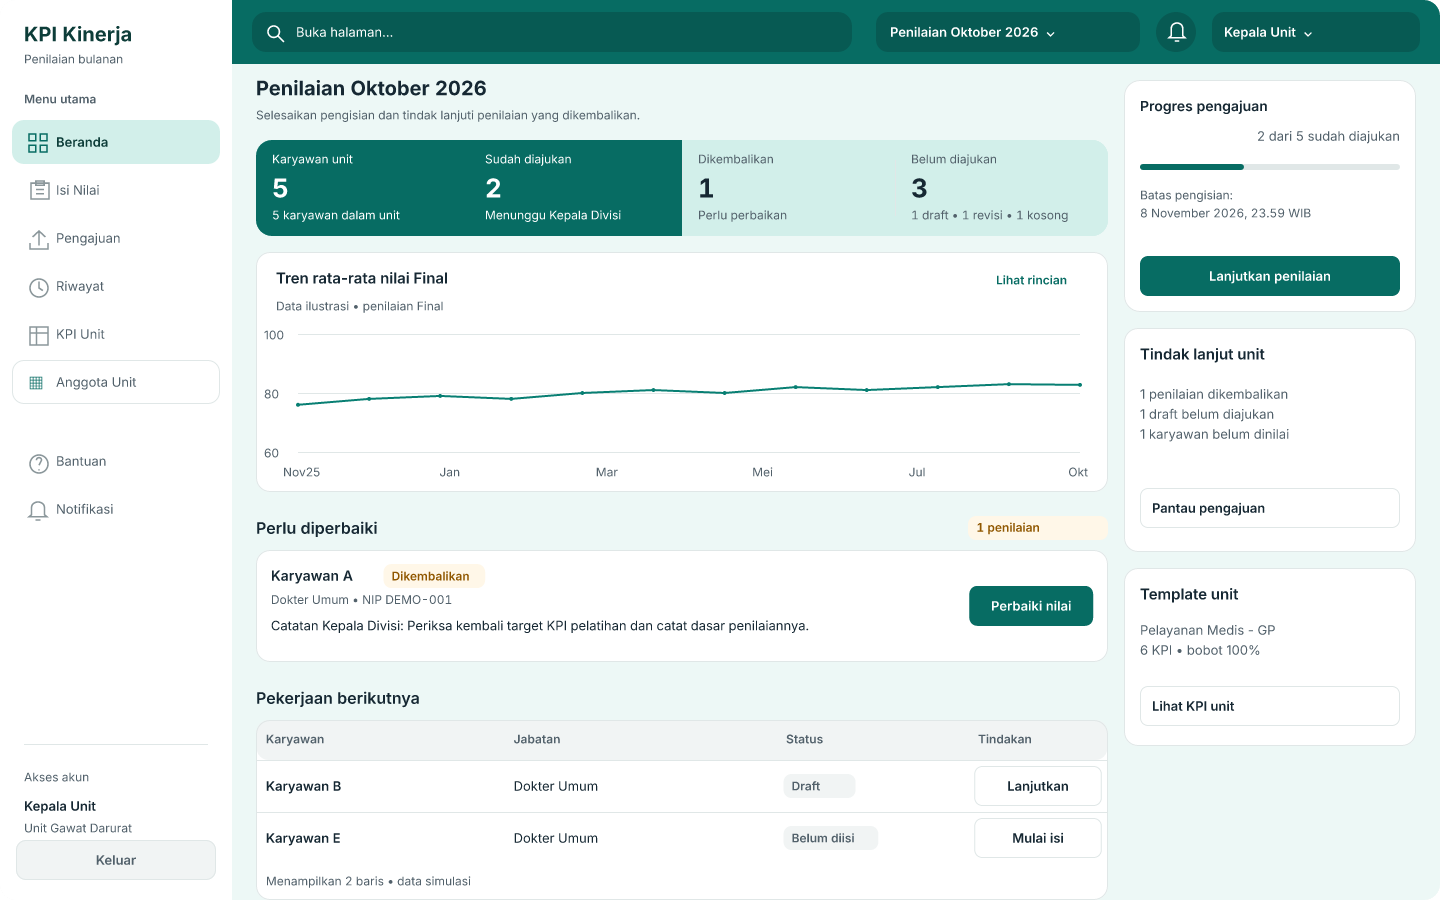 KPI Kinerja
Penilaian bulanan
Menu utama
Beranda
Isi Nilai
Pengajuan
Riwayat
KPI Unit
Anggota Unit
Bantuan
Notifikasi
Akses akun
Kepala Unit
Unit Gawat Darurat
Keluar
Buka halaman...
Penilaian Oktober 2026
Kepala Unit
Penilaian Oktober 2026
Selesaikan pengisian dan tindak lanjuti penilaian yang dikembalikan.
Karyawan unit
5
5 karyawan dalam unit
Sudah diajukan
2
Menunggu Kepala Divisi
Dikembalikan
1
Perlu perbaikan
Belum diajukan
3
1 draft • 1 revisi • 1 kosong
Tren rata-rata nilai Final
Lihat rincian
Data ilustrasi • penilaian Final
100
80
60
Nov25 Jan Mar Mei Jul Okt
Perlu diperbaiki
1 penilaian
Karyawan A
Dikembalikan
Dokter Umum • NIP DEMO-001
Catatan Kepala Divisi: Periksa kembali target KPI pelatihan dan catat dasar penilaiannya.
Perbaiki nilai
Pekerjaan berikutnya
Karyawan Jabatan Status Tindakan
Karyawan B Dokter Umum Draft Lanjutkan
Karyawan E Dokter Umum Belum diisi Mulai isi
Menampilkan 2 baris • data simulasi
Progres pengajuan
2 dari 5 sudah diajukan
Batas pengisian:
8 November 2026, 23.59 WIB
Lanjutkan penilaian
Tindak lanjut unit
1 penilaian dikembalikan
1 draft belum diajukan
1 karyawan belum dinilai
Pantau pengajuan
Template unit
Pelayanan Medis - GP
6 KPI • bobot 100%
Lihat KPI unit